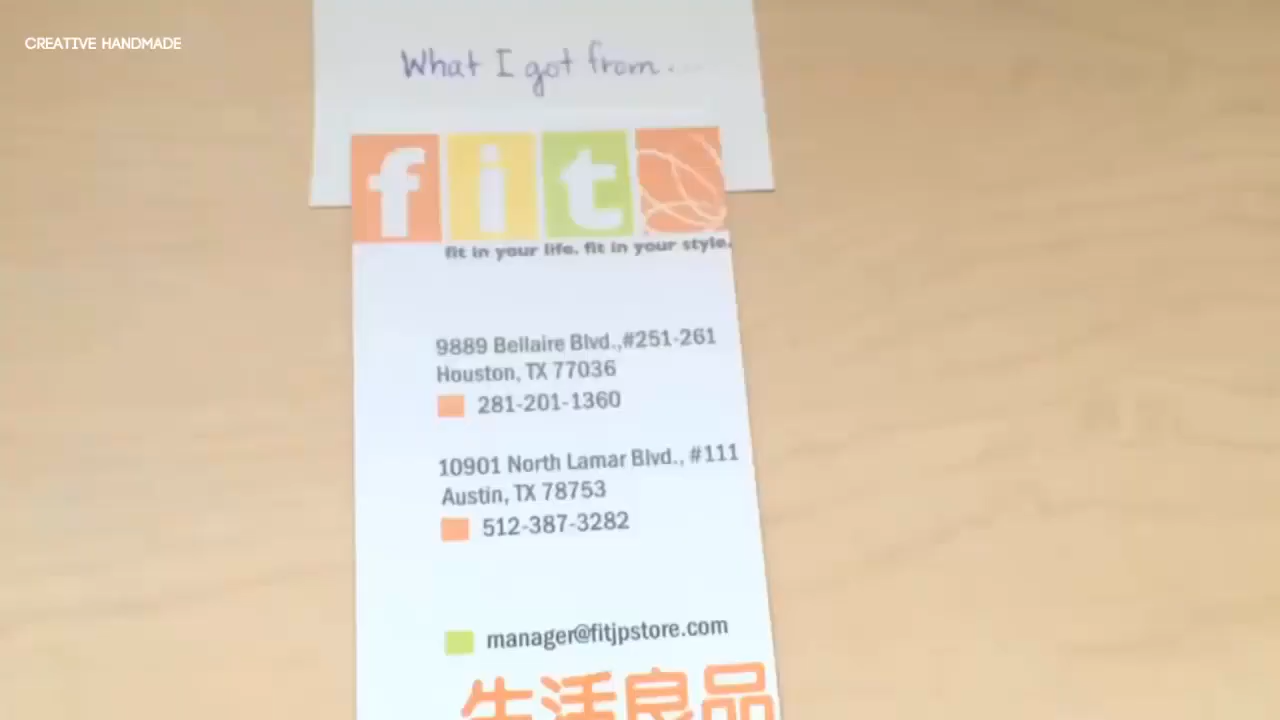 CREATIVE HANDMADE
What I got from...
fit
fit in your life. fit in your style.
9889 Bellaire Blvd.,#251-261
Houston, TX 77036
281-201-1360
10901 North Lamar Blvd., #111
Austin, TX 78753
512-387-3282
manager@fitjpstore.com
生活良品